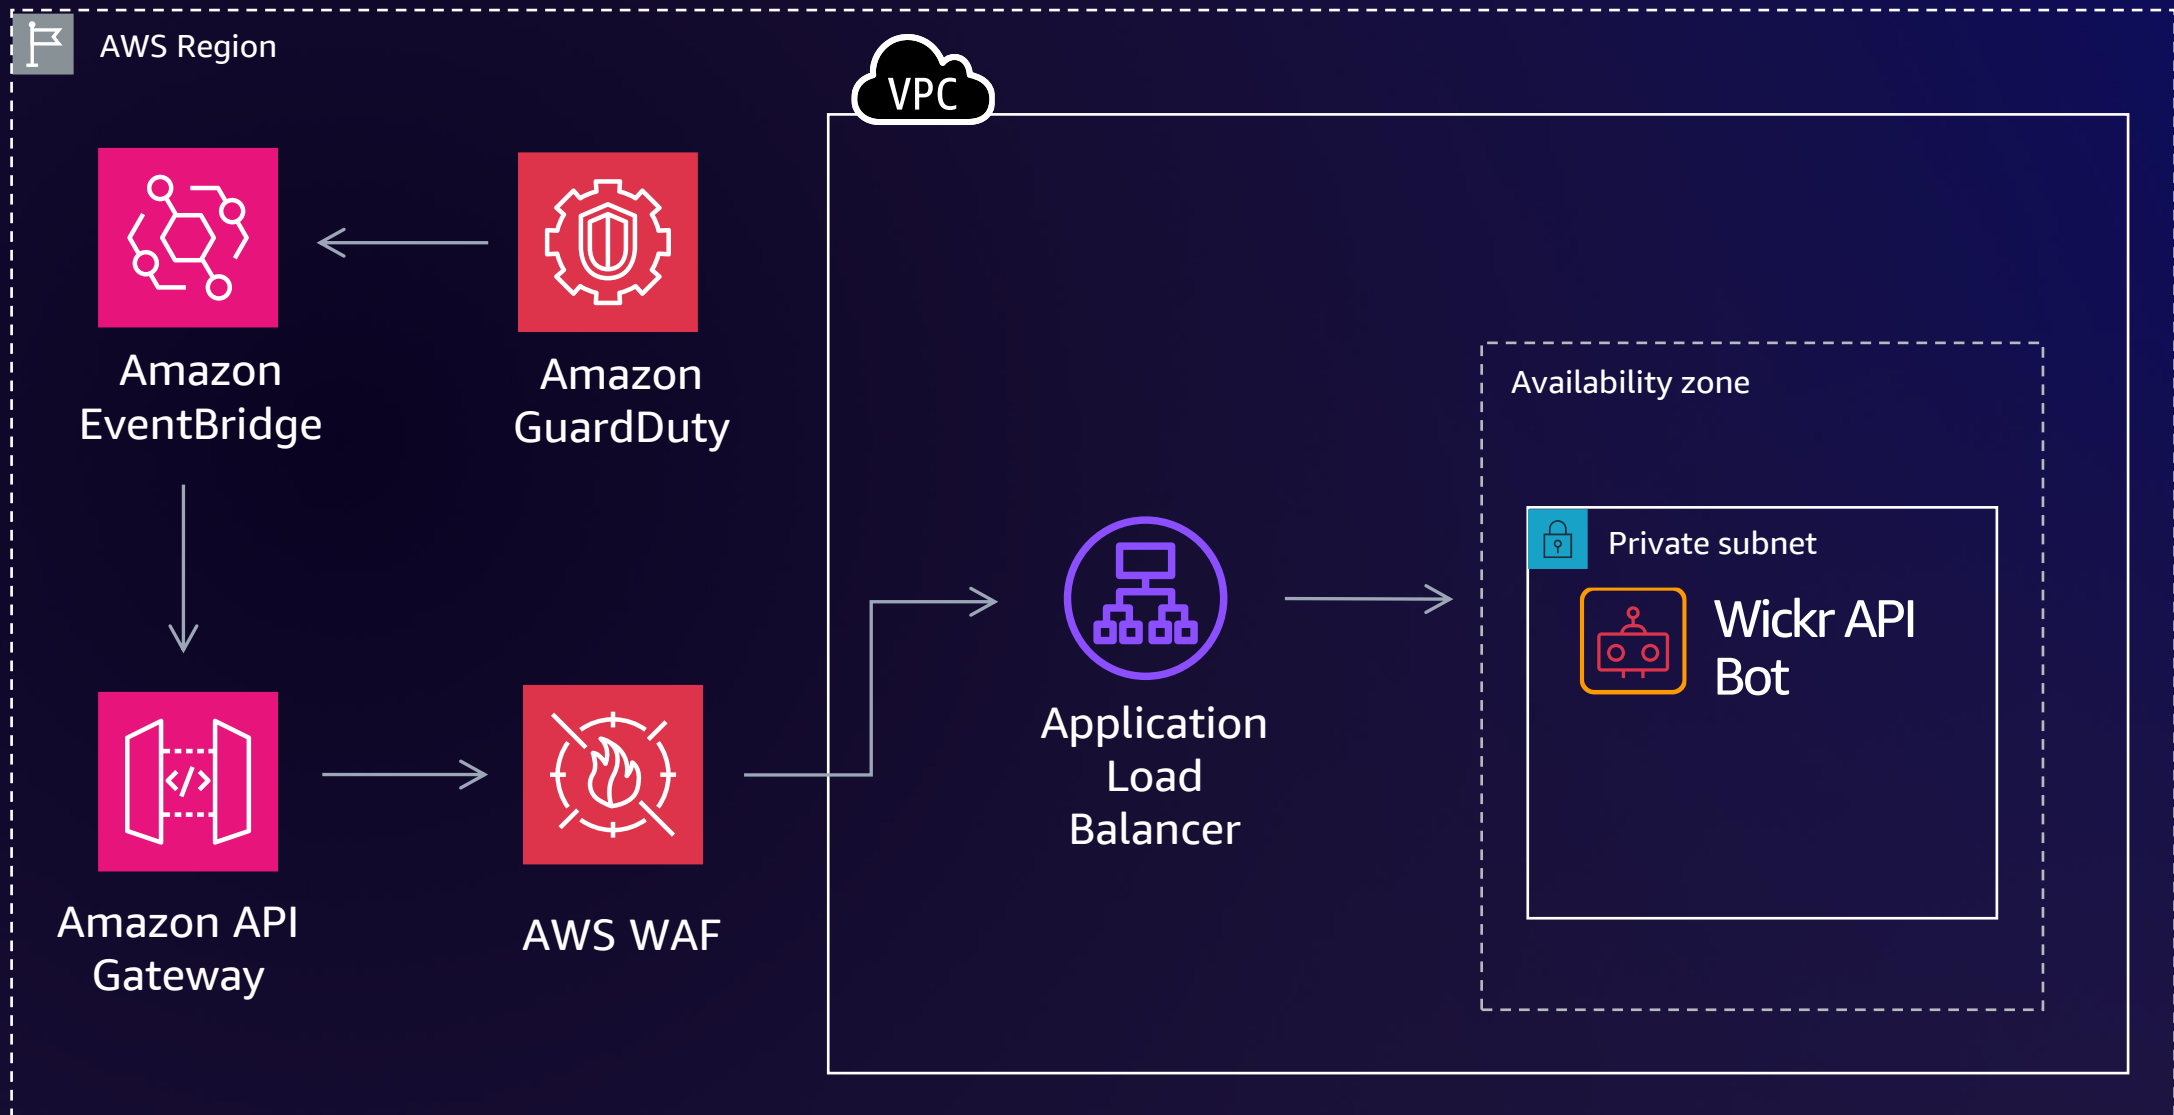 AWS Region
VPC
Amazon
EventBridge
Amazon
GuardDuty
Availability zone
Private subnet
Wickr API
Bot
Application
Load
Balancer
Amazon API
Gateway
AWS WAF